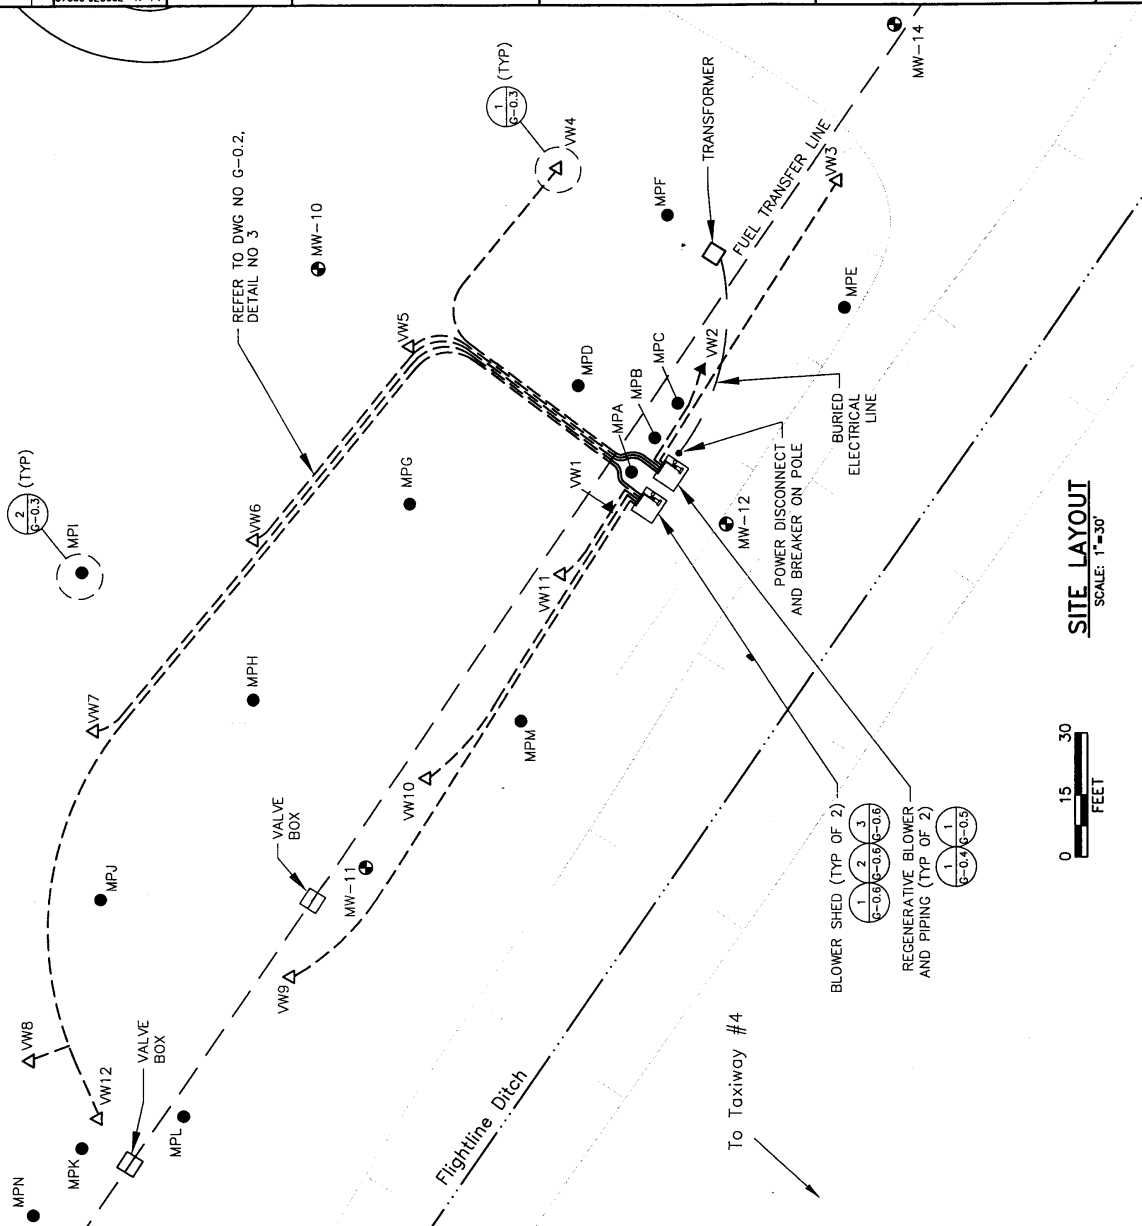 MPN
MPK
MPL
VW12
VW8
VALVE
BOX
MPJ
VW9
MW-11
VALVE
BOX
VW7
MPH
VW10
MPM
2
G-0.3
(TYP)
MPI
VW6
MPG
VW11
VW1
REFER TO DWG NO G-0.2,
DETAIL NO 3
MW-10
VW5
1
G-0.3
(TYP)
VW4
MPD
MPA
MPB
MPC
VW2
MPF
TRANSFORMER
FUEL TRANSFER LINE
VW3
MPE
MW-14
BURIED
ELECTRICAL
LINE
POWER DISCONNECT
AND BREAKER ON POLE
MW-12
BLOWER SHED (TYP OF 2)
1
G-0.6
2
G-0.6
3
G-0.6
REGENERATIVE BLOWER
AND PIPING (TYP OF 2)
1
G-0.4
1
G-0.5
Flightline Ditch
To Taxiway #4
0 15 30
FEET
SITE LAYOUT
SCALE: 1"=30'